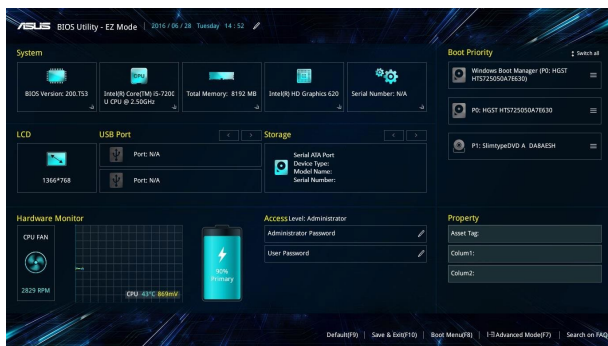 ASUS BIOS Utility - EZ Mode 2016/06/28 Tuesday 14:52
System
BIOS Version: 200.T53
Intel(R) Core(TM) i5-7200
U CPU @ 2.50GHz
CPU
Total Memory: 8192 MB
Intel(R) HD Graphics 620
Serial Number: N/A
Boot Priority
Switch all
Windows Boot Manager (P0: HGST
HTS725050A7E630)
P0: HGST HTS725050A7E630
P1: SlimtypeDVD A DA8AESH
LCD
1366*768
USB Port
Port: N/A
Port: N/A
Storage
Serial ATA Port
Device Type:
Model Name:
Serial Number:
Hardware Monitor
CPU FAN
2829 RPM
CPU 43°C 869mV
90%
Primary
Access Level: Administrator
Administrator Password
User Password
Property
Asset Tag:
Colum1:
Colum2:
Default(F9) | Save & Exit(F10) | Boot Menu(F8) | Advanced Mode(F7) | Search on FAQ